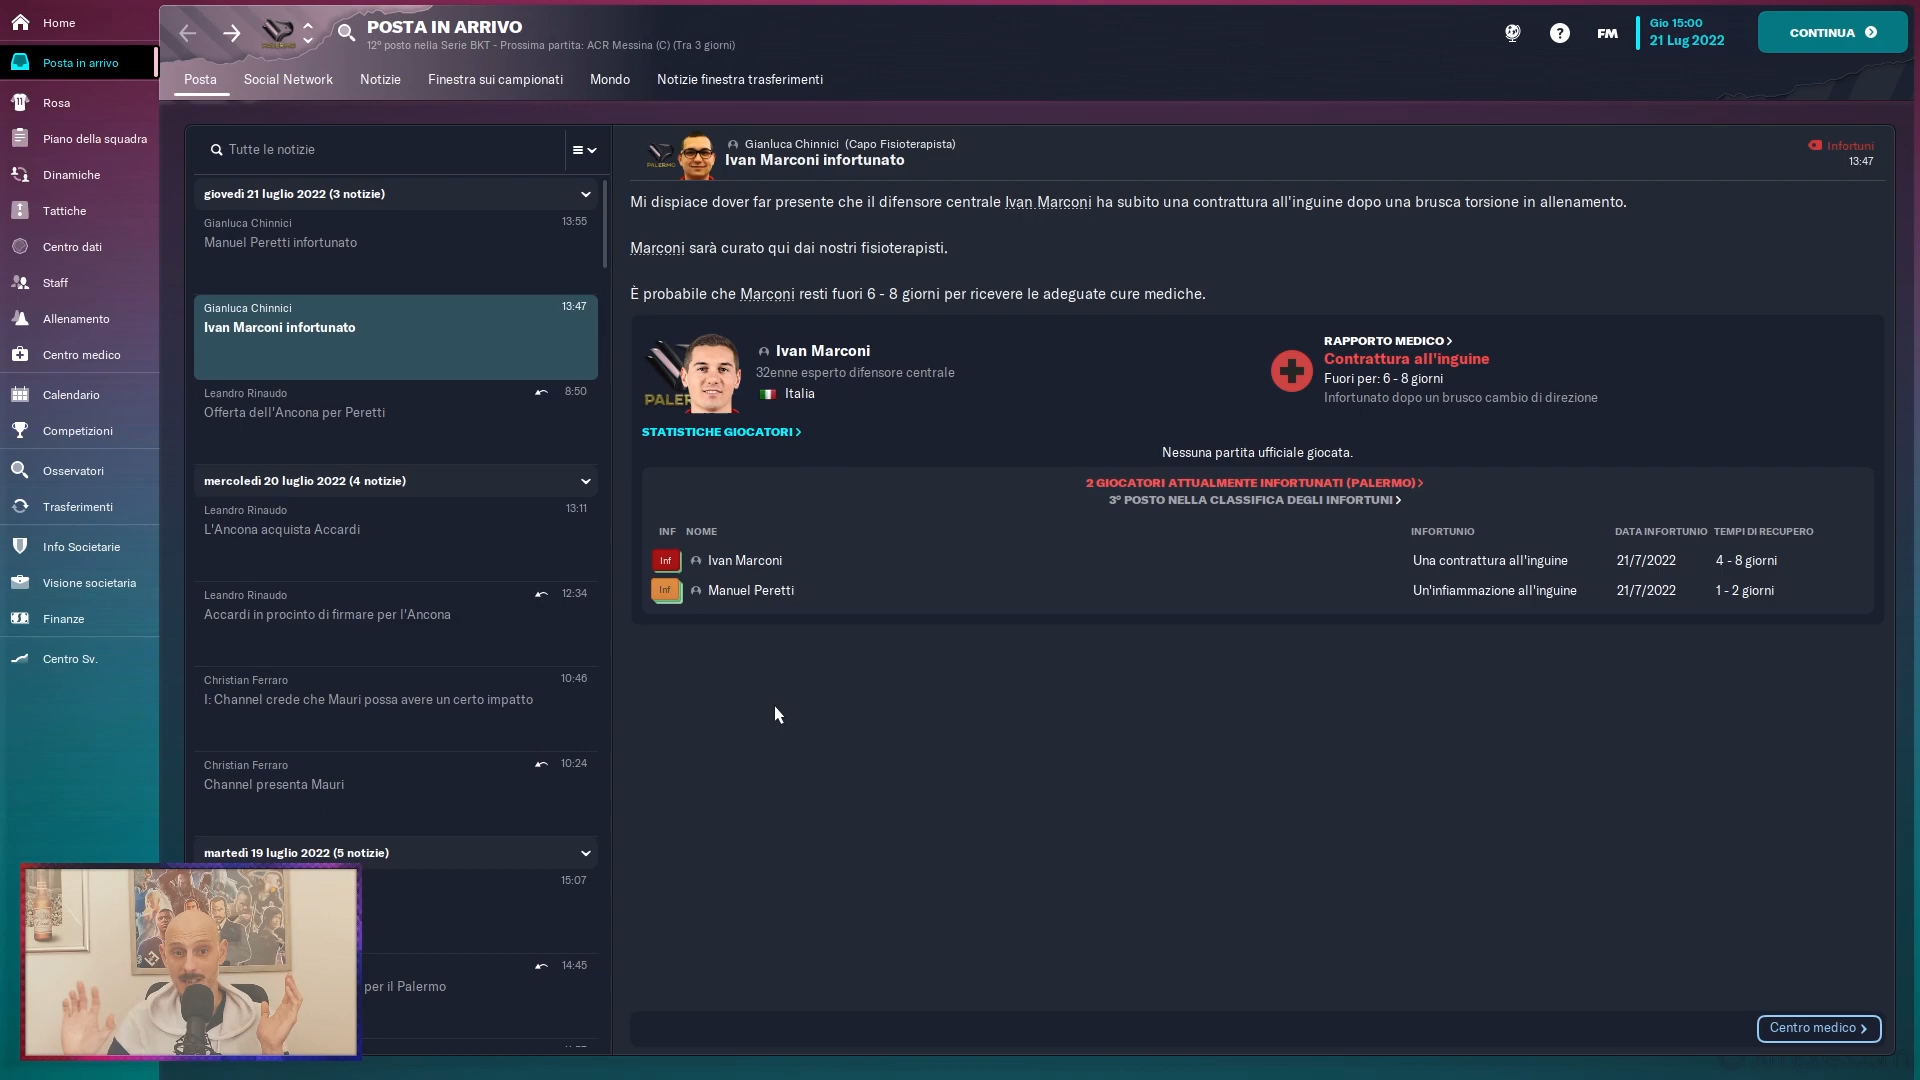 Home
Posta in arrivo
Rosa
Piano della squadra
Dinamiche
Tattiche
Centro dati
Staff
Allenamento
Centro medico
Calendario
Competizioni
Osservatori
Trasferimenti
Info Societarie
Visione societaria
Finanze
Centro Sv.
POSTA IN ARRIVO
12° posto nella Serie BKT - Prossima partita: ACR Messina (C) (Tra 3 giorni)
FM
Gio 15:00
21 Lug 2022
CONTINUA
Posta
Social Network
Notizie
Finestra sui campionati
Mondo
Notizie finestra trasferimenti
Tutte le notizie
giovedì 21 luglio 2022 (3 notizie)
Gianluca Chinnici 13:55
Manuel Peretti infortunato
Gianluca Chinnici 13:47
Ivan Marconi infortunato
Leandro Rinaudo 8:50
Offerta dell'Ancona per Peretti
mercoledì 20 luglio 2022 (4 notizie)
Leandro Rinaudo 13:11
L'Ancona acquista Accardi
Leandro Rinaudo 12:34
Accardi in procinto di firmare per l'Ancona
Christian Ferraro 10:46
I: Channel crede che Mauri possa avere un certo impatto
Christian Ferraro 10:24
Channel presenta Mauri
martedì 19 luglio 2022 (5 notizie)
15:07
14:45
per il Palermo
PALERMO
Gianluca Chinnici (Capo Fisioterapista)
Ivan Marconi infortunato
Infortuni
13:47
Mi dispiace dover far presente che il difensore centrale Ivan Marconi ha subito una contrattura all'inguine dopo una brusca torsione in allenamento.
Marconi sarà curato qui dai nostri fisioterapisti.
È probabile che Marconi resti fuori 6 - 8 giorni per ricevere le adeguate cure mediche.
Ivan Marconi
32enne esperto difensore centrale
Italia
RAPPORTO MEDICO
Contrattura all'inguine
Fuori per: 6 - 8 giorni
Infortunato dopo un brusco cambio di direzione
STATISTICHE GIOCATORI
Nessuna partita ufficiale giocata.
2 GIOCATORI ATTUALMENTE INFORTUNATI (PALERMO)
3° POSTO NELLA CLASSIFICA DEGLI INFORTUNI
INF NOME INFORTUNIO DATA INFORTUNIO TEMPI DI RECUPERO
Inf Ivan Marconi Una contrattura all'inguine 21/7/2022 4 - 8 giorni
Inf Manuel Peretti Un'infiammazione all'inguine 21/7/2022 1 - 2 giorni
Centro medico